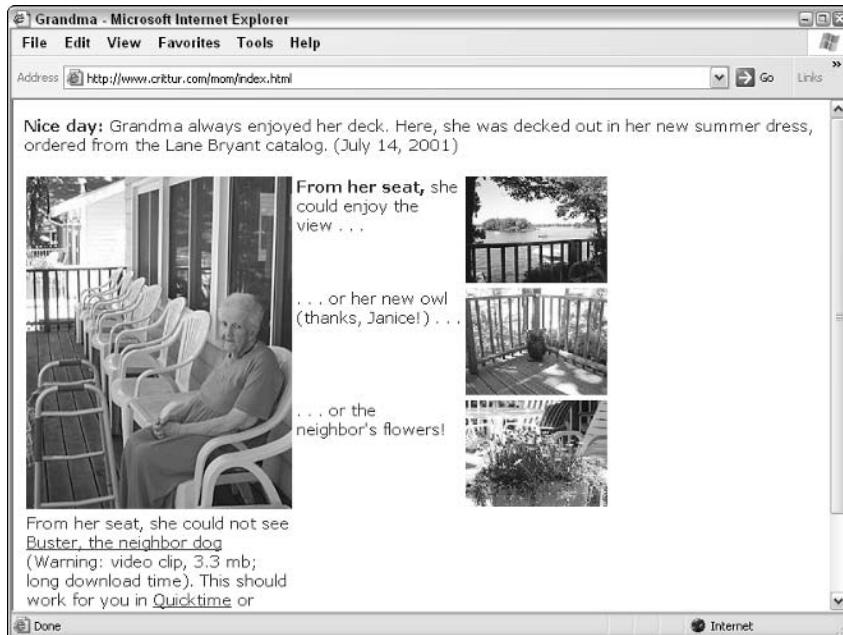 Grandma - Microsoft Internet Explorer
File Edit View Favorites Tools Help
Address http://www.crittur.com/mom/index.html Go Links »
Nice day: Grandma always enjoyed her deck. Here, she was decked out in her new summer dress,
ordered from the Lane Bryant catalog. (July 14, 2001)
From her seat, she
could enjoy the
view . . .
. . . or her new owl
(thanks, Janice!) . . .
. . . or the
neighbor's flowers!
From her seat, she could not see
Buster, the neighbor dog
(Warning: video clip, 3.3 mb;
long download time). This should
work for you in Quicktime or
Done Internet